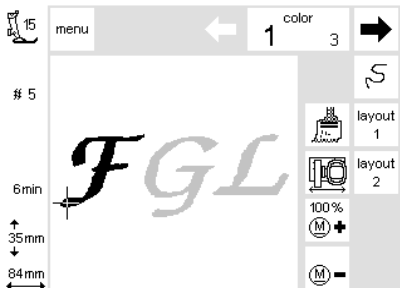 15
menu
color
1 3
# 5
layout
1
layout
2
FGL
6min
100%
M +
35mm
84mm
M -